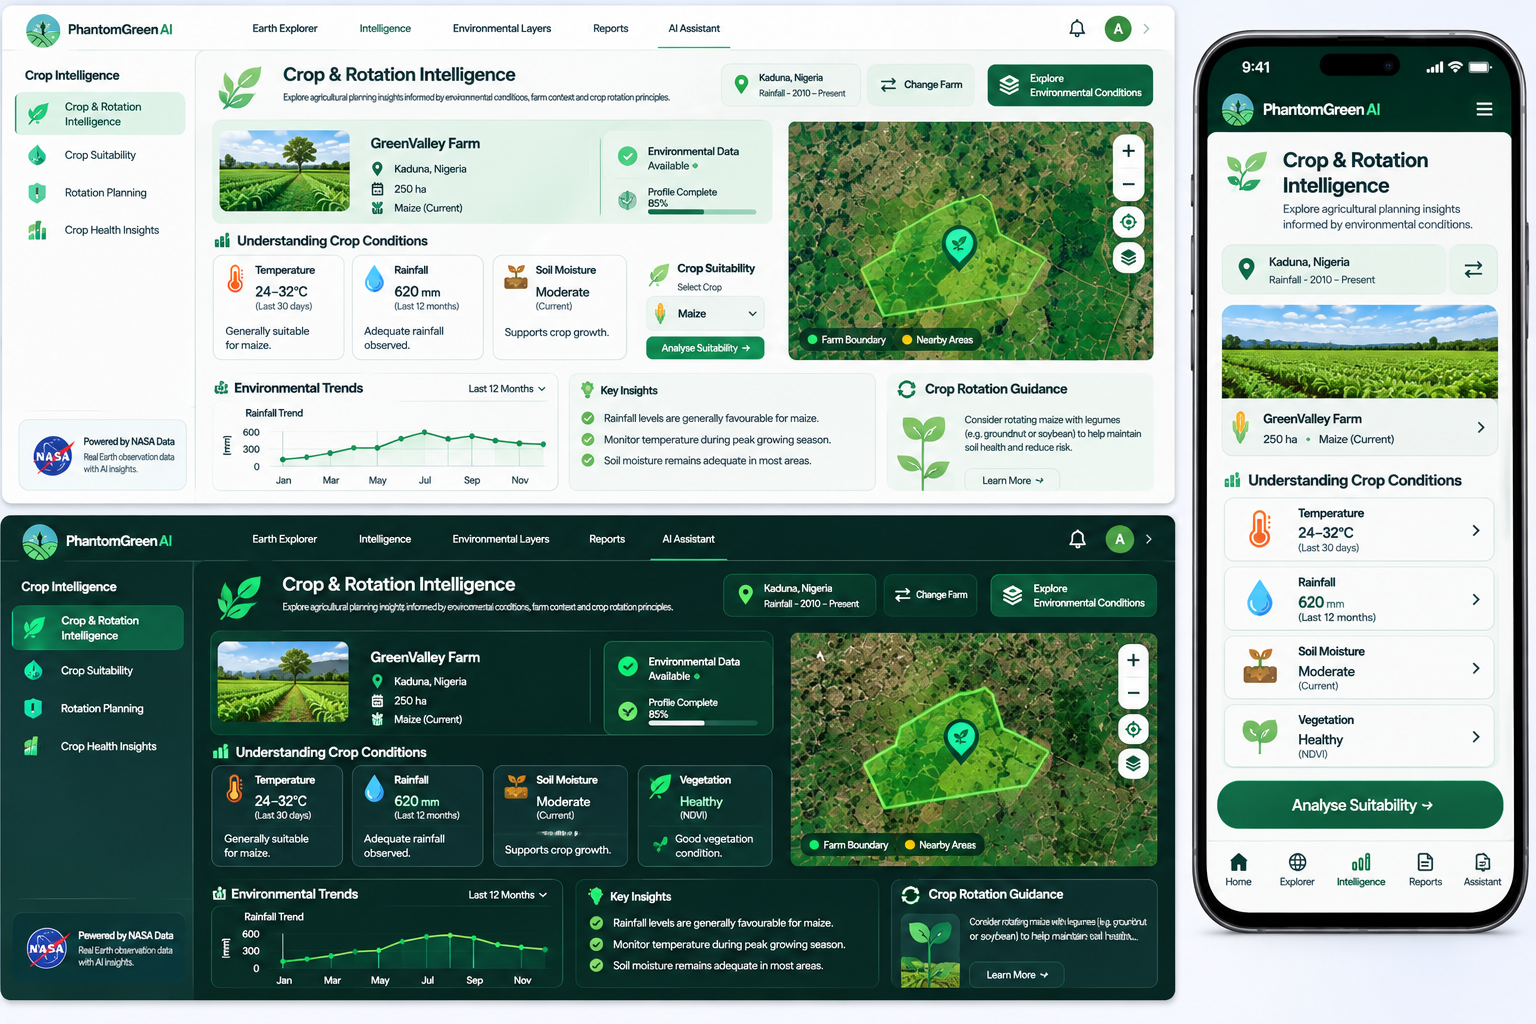 PhantomGreen AI
Earth Explorer
Intelligence
Environmental Layers
Reports
AI Assistant
A
Crop Intelligence
Crop & Rotation
Intelligence
Crop Suitability
Rotation Planning
Crop Health Insights
NASA
Powered by NASA Data
Real Earth observation data
with AI insights.
Crop & Rotation Intelligence
Explore agricultural planning insights informed by environmental conditions, farm context and crop rotation principles.
Kaduna, Nigeria
Rainfall - 2010 – Present
Change Farm
Explore
Environmental Conditions
GreenValley Farm
Kaduna, Nigeria
250 ha
Maize (Current)
Environmental Data
Available
Profile Complete
85%
Understanding Crop Conditions
Temperature
24–32°C
(Last 30 days)
Generally suitable
for maize.
Rainfall
620 mm
(Last 12 months)
Adequate rainfall
observed.
Soil Moisture
Moderate
(Current)
Supports crop growth.
Crop Suitability
Select Crop
Maize
Analyse Suitability →
+
−
Farm Boundary
Nearby Areas
Environmental Trends
Last 12 Months
Rainfall Trend
[mm]
600
300
0
Jan
Mar
May
Jul
Sep
Nov
Key Insights
Rainfall levels are generally favourable for maize.
Monitor temperature during peak growing season.
Soil moisture remains adequate in most areas.
Crop Rotation Guidance
Consider rotating maize with legumes
(e.g. groundnut or soybean) to help maintain
soil health and reduce risk.
Learn More →
PhantomGreen AI
Earth Explorer
Intelligence
Environmental Layers
Reports
AI Assistant
A
Crop Intelligence
Crop & Rotation
Intelligence
Crop Suitability
Rotation Planning
Crop Health Insights
NASA
Powered by NASA Data
Real Earth observation data
with AI insights.
Crop & Rotation Intelligence
Explore agricultural planning insights informed by environmental conditions, farm context and crop rotation principles.
Kaduna, Nigeria
Rainfall - 2010 – Present
Change Farm
Explore
Environmental Conditions
GreenValley Farm
Kaduna, Nigeria
250 ha
Maize (Current)
Environmental Data
Available
Profile Complete
85%
Understanding Crop Conditions
Temperature
24–32°C
(Last 30 days)
Generally suitable
for maize.
Rainfall
620 mm
(Last 12 months)
Adequate rainfall
observed.
Soil Moisture
Moderate
(Current)
Supports crop growth.
Vegetation
Healthy
(NDVI)
Good vegetation
condition.
+
−
Farm Boundary
Nearby Areas
Environmental Trends
Last 12 Months
Rainfall Trend
[mm]
600
300
0
Jan
Mar
May
Jul
Sep
Nov
Key Insights
Rainfall levels are generally favourable for maize.
Monitor temperature during peak growing season.
Soil moisture remains adequate in most areas.
Crop Rotation Guidance
Consider rotating maize with legumes (e.g. grounbnut
or soybean) to help maintain
Learn More →
9:41
PhantomGreen AI
Crop & Rotation
Intelligence
Explore agricultural planning insights
informed by environmental conditions.
Kaduna, Nigeria
Rainfall - 2010 – Present
GreenValley Farm
250 ha • Maize (Current)
Understanding Crop Conditions
Temperature
24–32°C
(Last 30 days)
Rainfall
620 mm
(Last 12 months)
Soil Moisture
Moderate
(Current)
Vegetation
Healthy
(NDVI)
Analyse Suitability →
Home
Explorer
Intelligence
Reports
Assistant